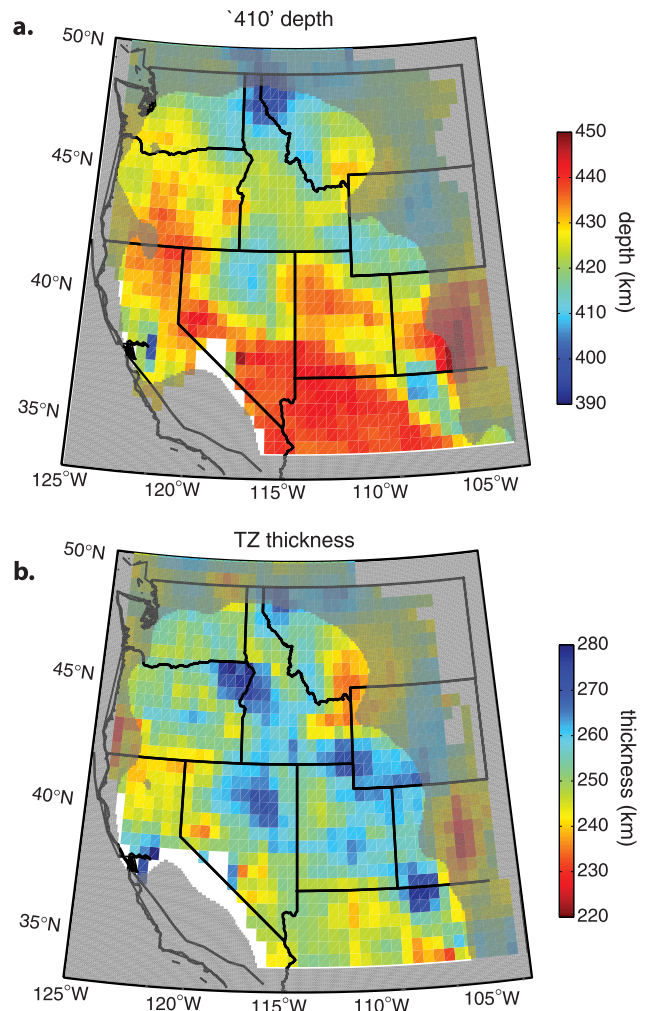 a.
`410' depth
50°N
45°N
40°N
35°N
125°W
120°W
115°W
110°W
105°W
450
440
430
420
410
400
390
depth (km)
b.
TZ thickness
50°N
45°N
40°N
35°N
125°W
120°W
115°W
110°W
105°W
280
270
260
250
240
230
220
thickness (km)